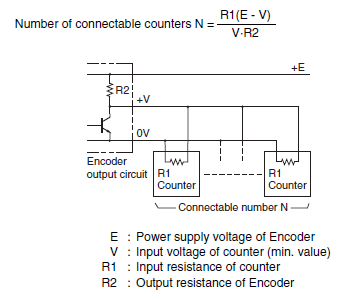 Number of connectable counters N = R1(E - V)
V·R2
+E
R2
+V
0V
Encoder
output circuit
R1
Counter
R1
Counter
Connectable number N
E : Power supply voltage of Encoder
V : Input voltage of counter (min. value)
R1 : Input resistance of counter
R2 : Output resistance of Encoder